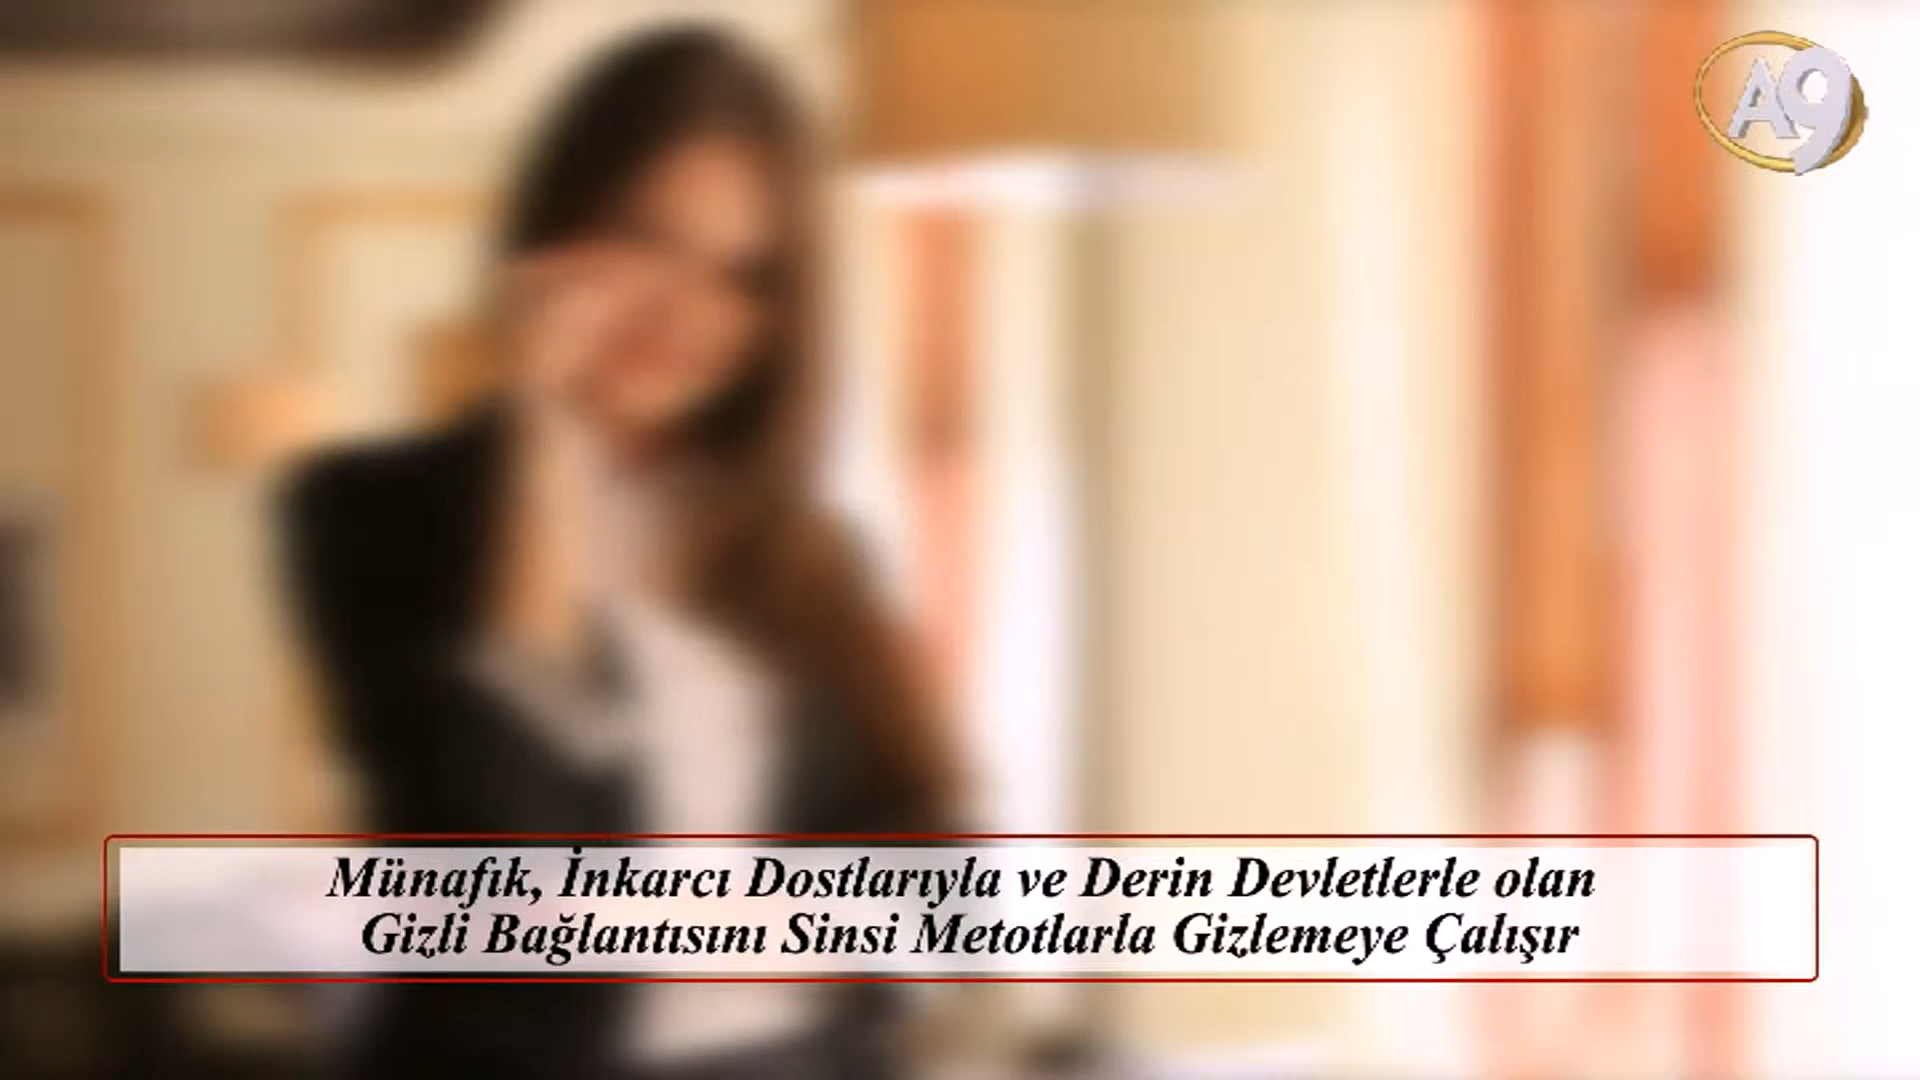 A9
Münafık, İnkarcı Dostlarıyla ve Derin Devletlerle olan
Gizli Bağlantısını Sinsi Metotlarla Gizlemeye Çalışır